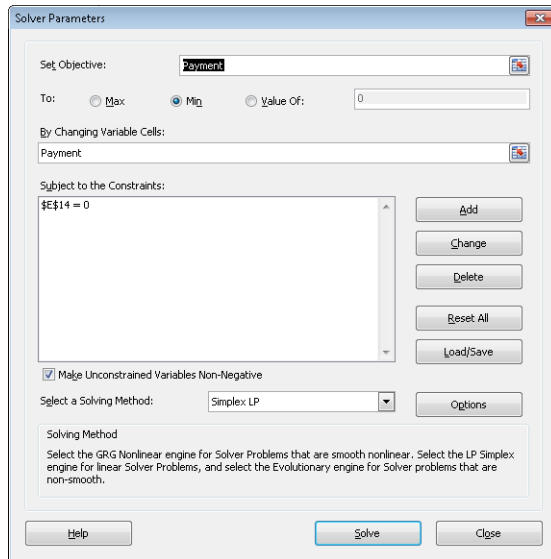 Solver Parameters
Set Objective: Payment
To: Max Min Value Of: 0
By Changing Variable Cells:
Payment
Subject to the Constraints:
$E$14 = 0
Add
Change
Delete
Reset All
Load/Save
Make Unconstrained Variables Non-Negative
Select a Solving Method: Simplex LP Options
Solving Method
Select the GRG Nonlinear engine for Solver Problems that are smooth nonlinear. Select the LP Simplex
engine for linear Solver Problems, and select the Evolutionary engine for Solver problems that are
non-smooth.
Help Solve Close